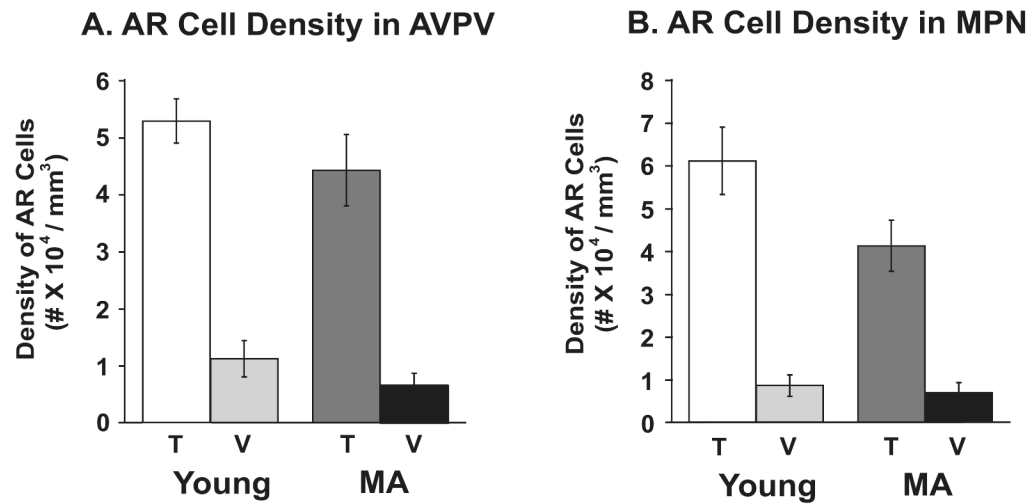 A. AR Cell Density in AVPV
Density of AR Cells
(# X 10⁴ / mm³)
6
5
4
3
2
1
0
T V T V
Young MA
B. AR Cell Density in MPN
Density of AR Cells
(# X 10⁴ / mm³)
8
7
6
5
4
3
2
1
0
T V T V
Young MA